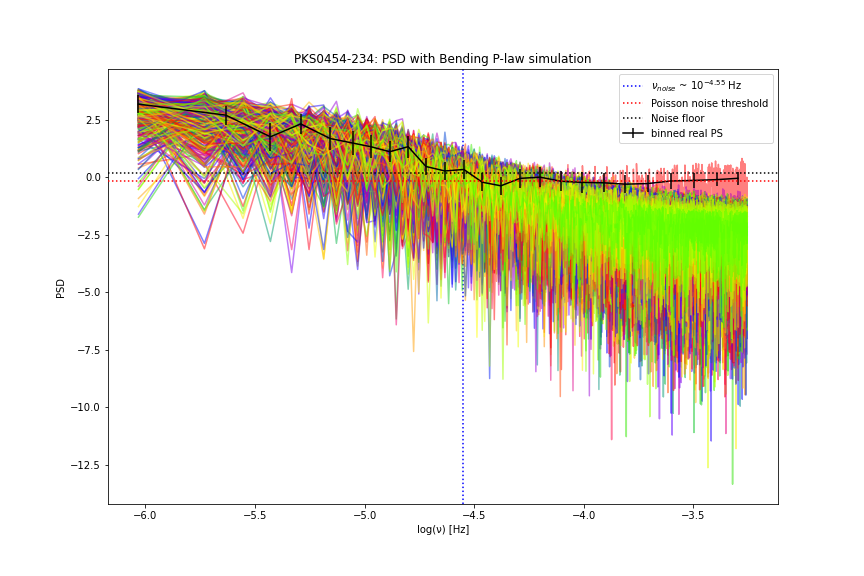 PKS0454-234: PSD with Bending P-law simulation
ν_noise ~ 10^−4.55 Hz
Poisson noise threshold
Noise floor
binned real PS
2.5
0.0
−2.5
−5.0
−7.5
−10.0
−12.5
PSD
−6.0 −5.5 −5.0 −4.5 −4.0 −3.5
log(ν) [Hz]